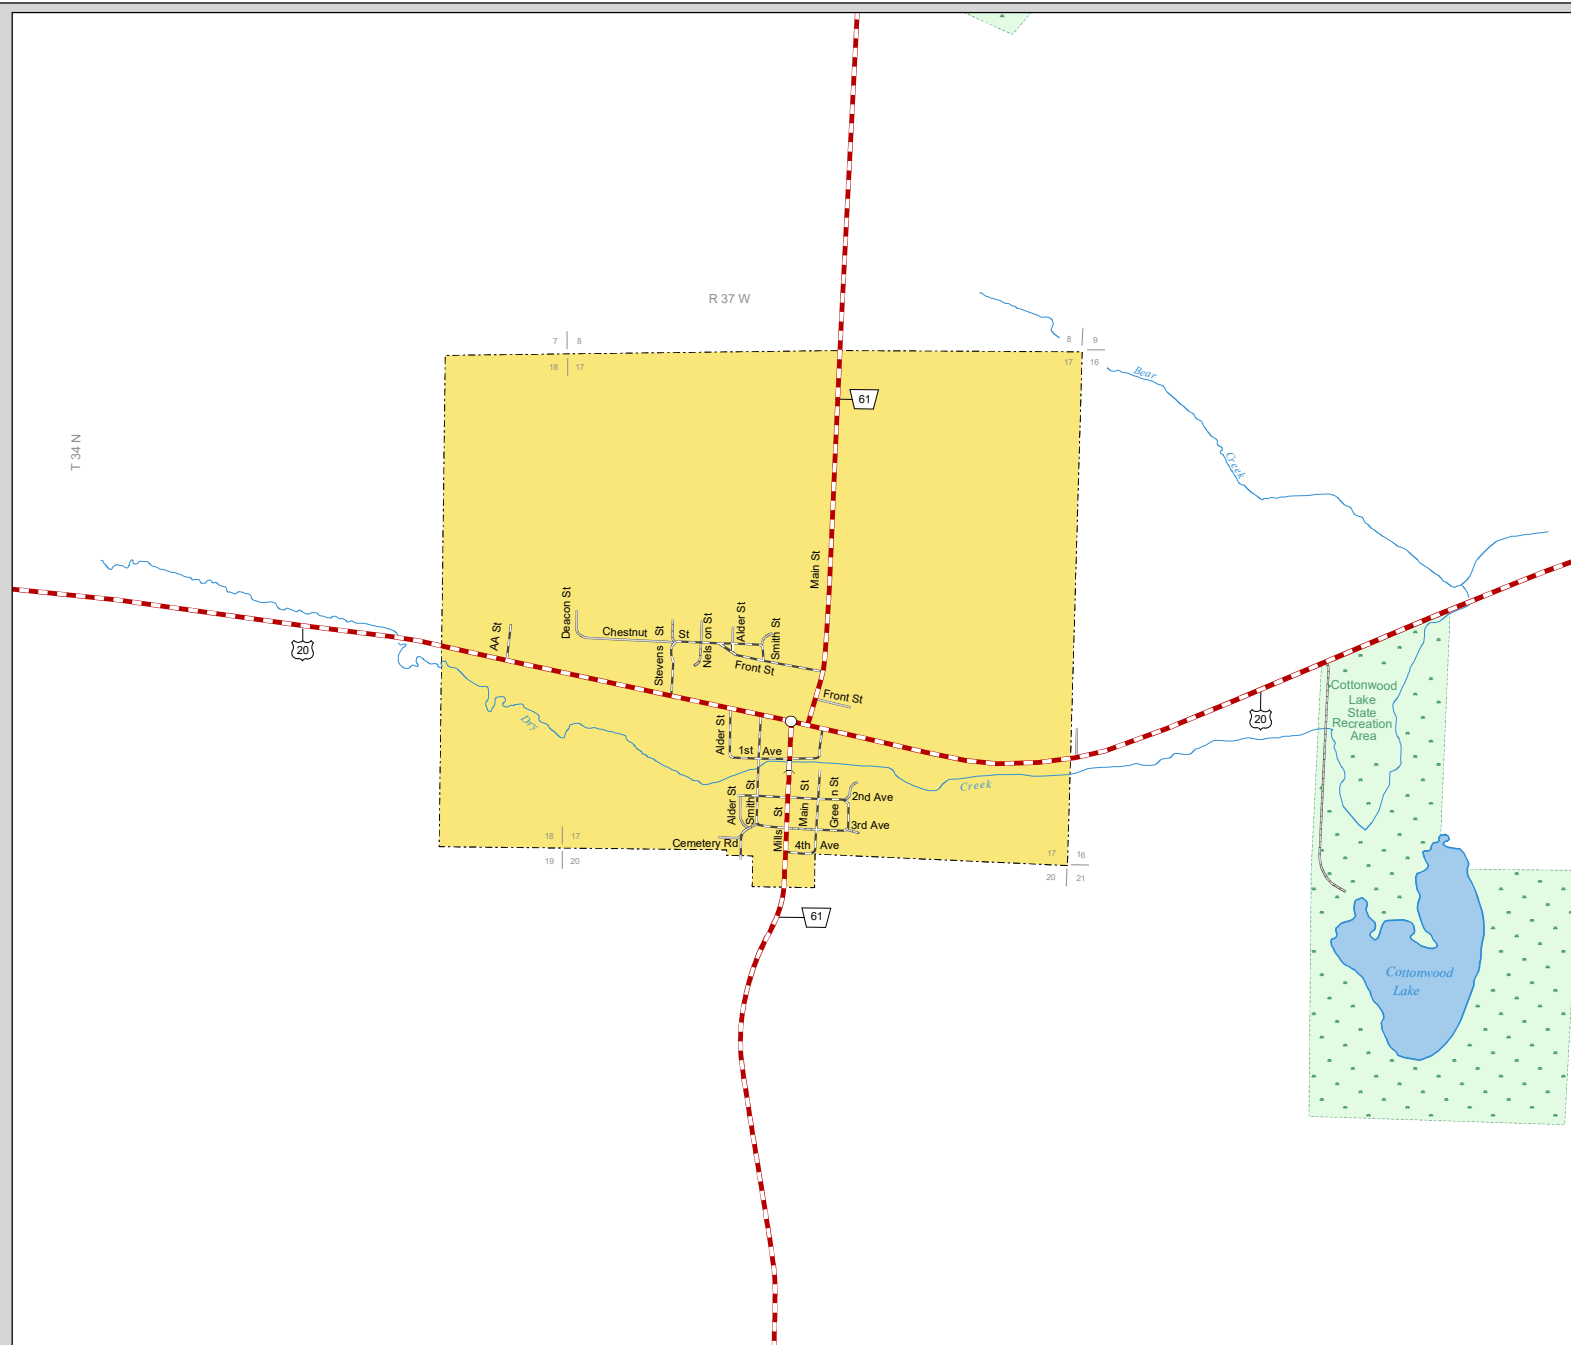 R 37 W
7 8
8 9
18 17
17 16
Bear
61
T 34 N
Creek
Main St
Deacon St
AA St
Chestnut St
Stevens St
Nelson St
Alder St
Smith St
Front St
Front St
20
20
Dry
Creek
Cottonwood
Lake
State
Recreation
Area
Alder St
1st Ave
Alder St
Smith St
Mills St
Main St
Green St
2nd Ave
3rd Ave
Cemetery Rd
4th Ave
18 17
19 20
17 16
20 21
61
Cottonwood
Lake